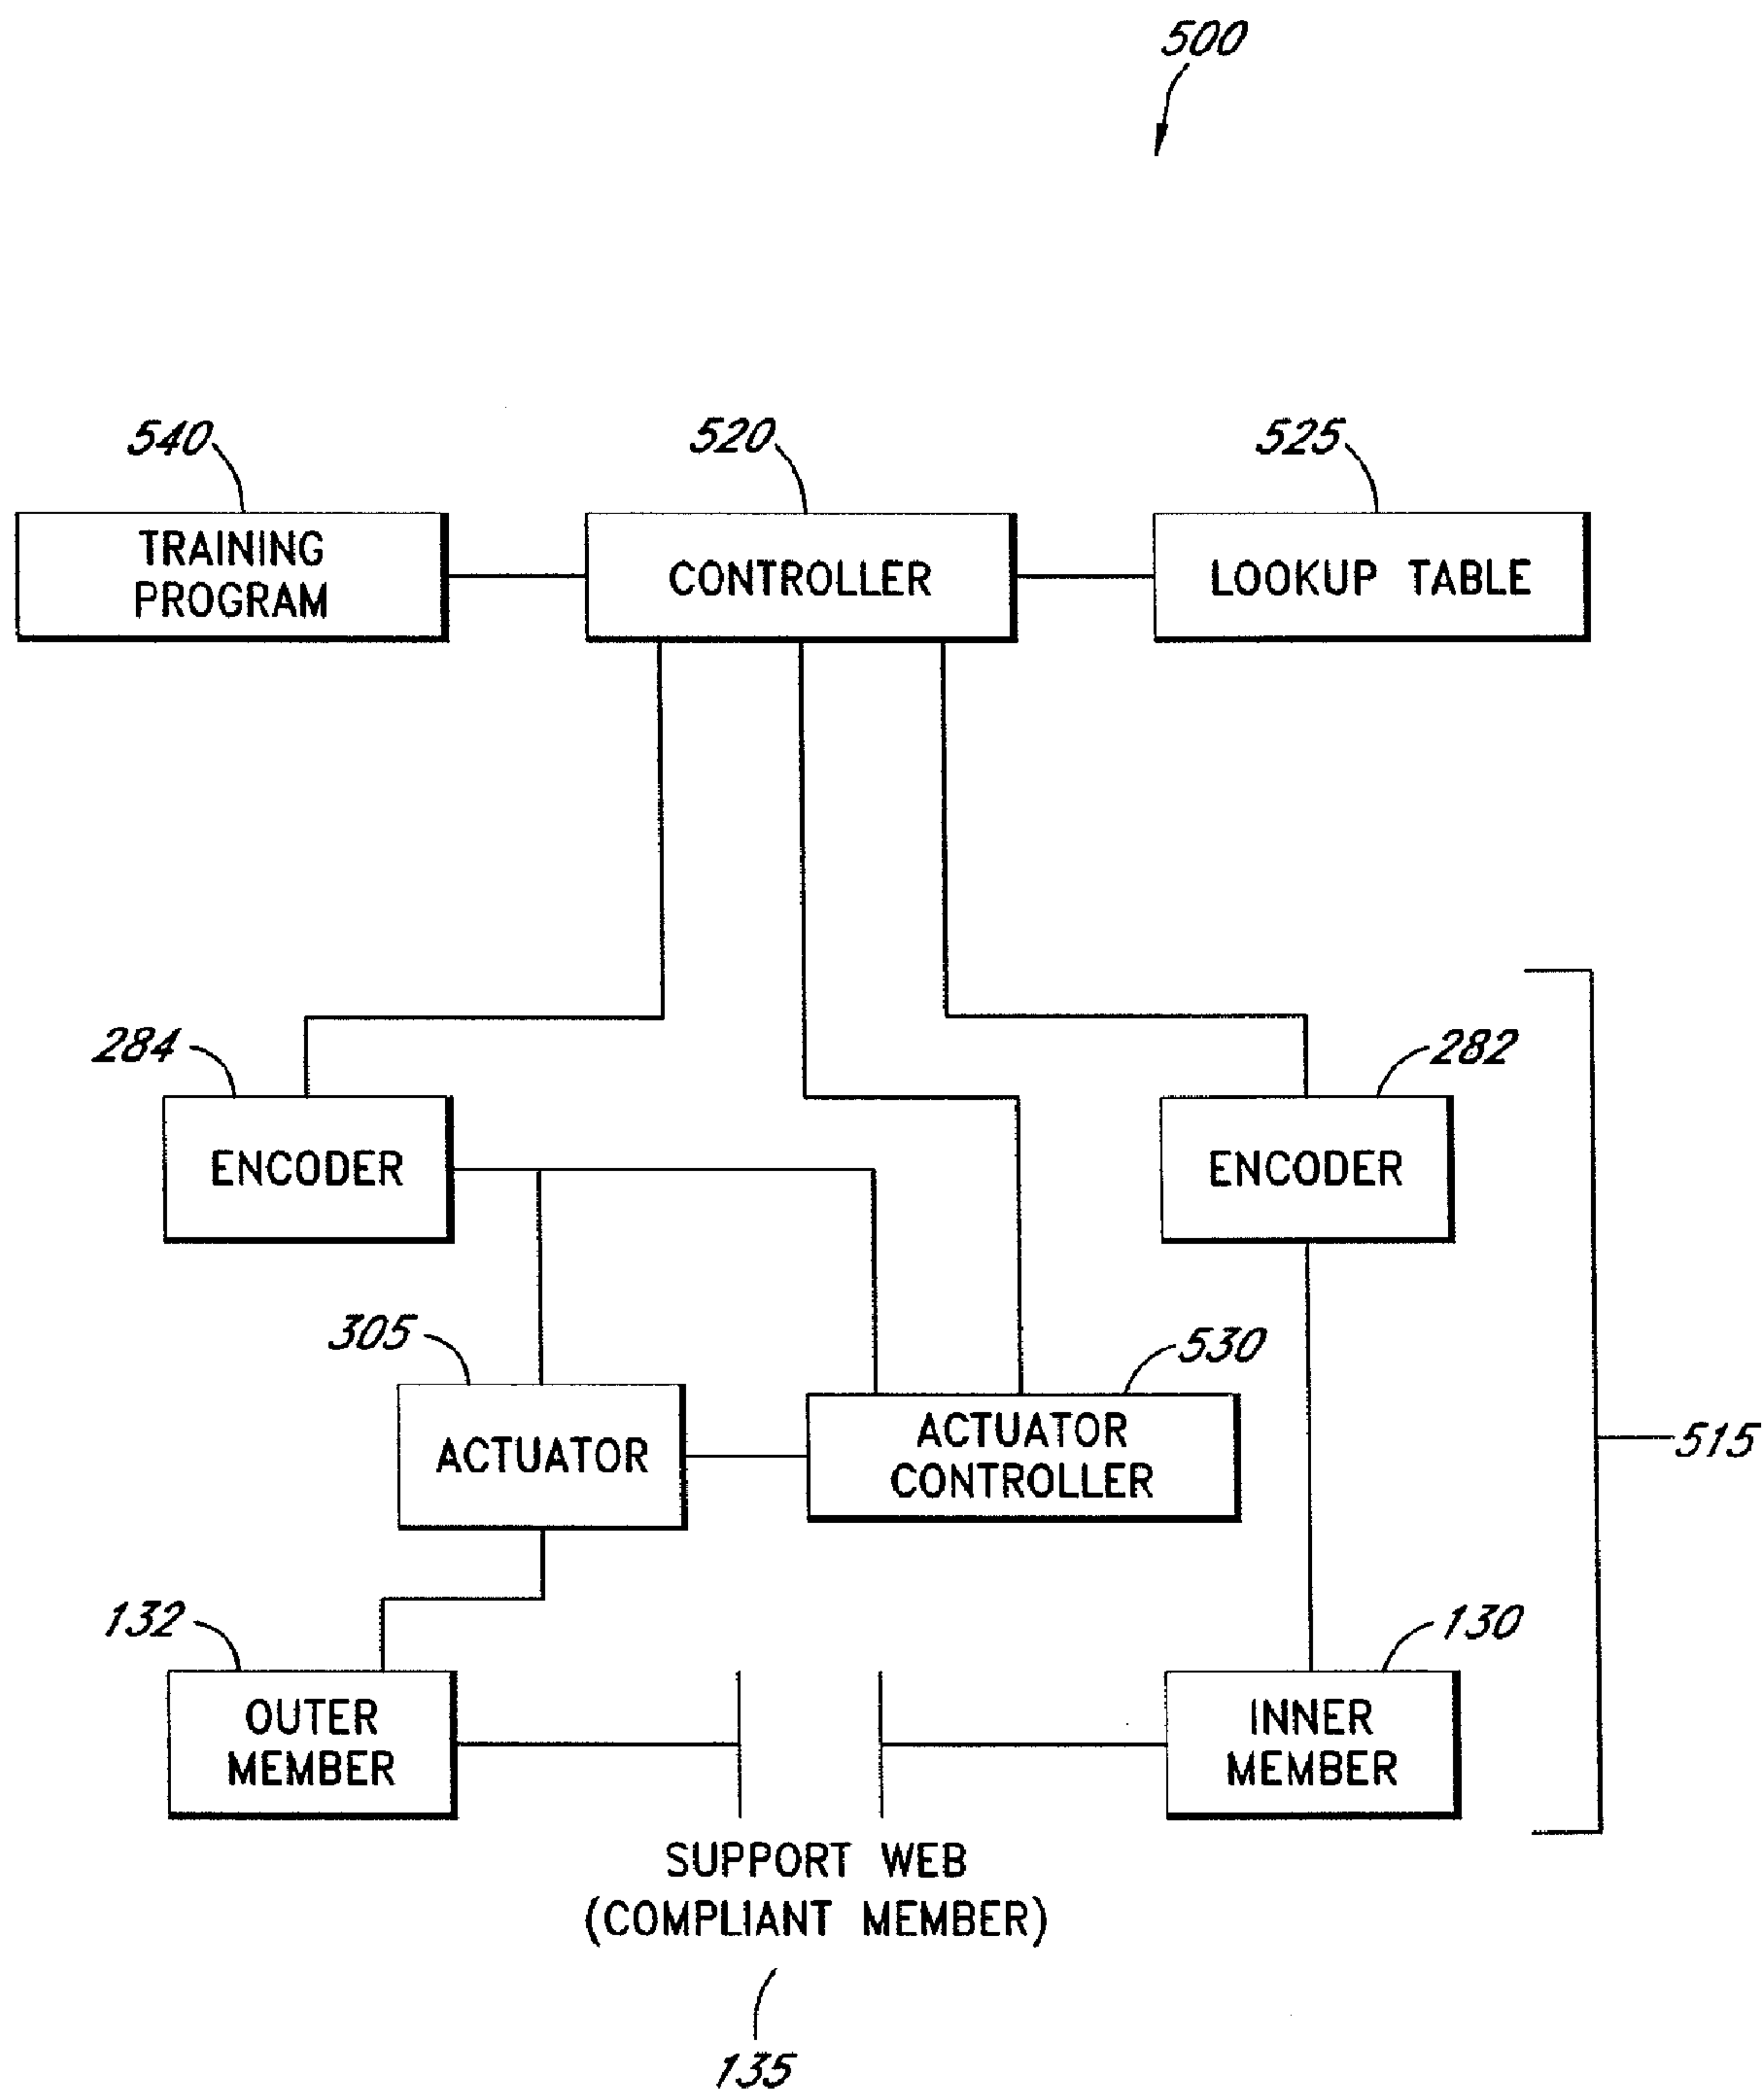 500
540
520
525
TRAINING
PROGRAM
CONTROLLER
LOOKUP TABLE
284
282
ENCODER
ENCODER
305
530
ACTUATOR
ACTUATOR
CONTROLLER
515
132
130
OUTER
MEMBER
INNER
MEMBER
SUPPORT WEB
(COMPLIANT MEMBER)
135